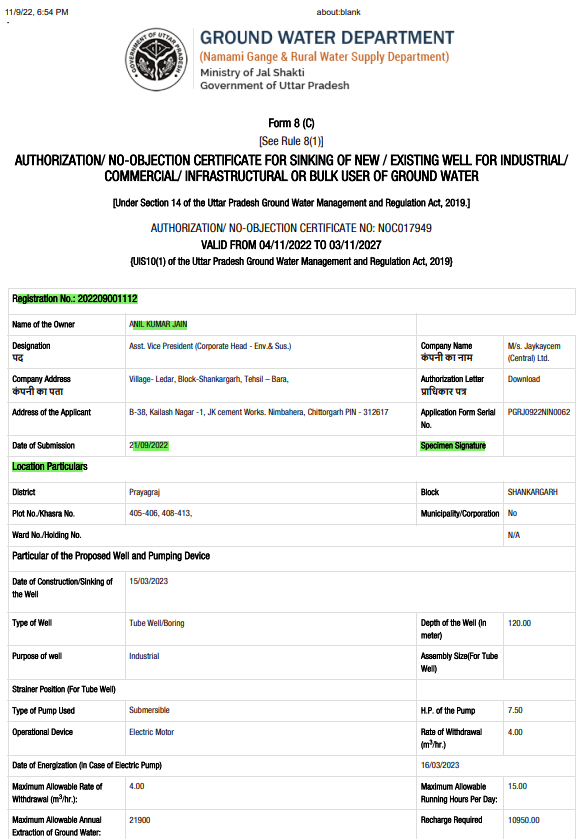 11/9/22, 6:54 PM
about:blank
GOVERNMENT OF UTTAR PRADESH
GROUND WATER DEPARTMENT
(Namami Gange & Rural Water Supply Department)
Ministry of Jal Shakti
Government of Uttar Pradesh
Form 8 (C)
[See Rule 8(1)]
AUTHORIZATION/ NO-OBJECTION CERTIFICATE FOR SINKING OF NEW / EXISTING WELL FOR INDUSTRIAL/
COMMERCIAL/ INFRASTRUCTURAL OR BULK USER OF GROUND WATER
[Under Section 14 of the Uttar Pradesh Ground Water Management and Regulation Act, 2019.]
AUTHORIZATION/ NO-OBJECTION CERTIFICATE NO: NOC017949
VALID FROM 04/11/2022 TO 03/11/2027
{UIS10(1) of the Uttar Pradesh Ground Water Management and Regulation Act, 2019}
Registration No.: 202209001112
Name of the Owner ANIL KUMAR JAIN
Designation Asst. Vice President (Corporate Head - Env.& Sus.) Company Name M/s. Jaykaycem
पद कंपनी का नाम (Central) Ltd.
Company Address Village- Ledar, Block-Shankargarh, Tehsil – Bara, Authorization Letter Download
कंपनी का पता प्राधिकार पत्र
Address of the Applicant B-38, Kailash Nagar -1, JK cement Works. Nimbahera, Chittorgarh PIN - 312617 Application Form Serial PGRJ0922NIN0062
No.
Date of Submission 21/09/2022 Specimen Signature
Location Particulars
District Prayagraj Block SHANKARGARH
Plot No./Khasra No. 405-406, 408-413, Municipality/Corporation No
Ward No./Holding No. N/A
Particular of the Proposed Well and Pumping Device
Date of Construction/Sinking of 15/03/2023
the Well
Type of Well Tube Well/Boring Depth of the Well (In 120.00
meter)
Purpose of well Industrial Assembly Size(For Tube
Well)
Strainer Position (For Tube Well)
Type of Pump Used Submersible H.P. of the Pump 7.50
Operational Device Electric Motor Rate of Withdrawal 4.00
(m³/hr.)
Date of Energization (In Case of Electric Pump) 16/03/2023
Maximum Allowable Rate of 4.00 Maximum Allowable 15.00
Withdrawal (m³/hr.): Running Hours Per Day:
Maximum Allowable Annual 21900 Recharge Required 10950.00
Extraction of Ground Water: